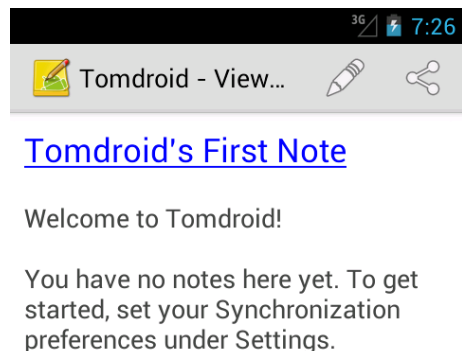 3G 7:26
Tomdroid - View...
Tomdroid's First Note
Welcome to Tomdroid!
You have no notes here yet. To get
started, set your Synchronization
preferences under Settings.